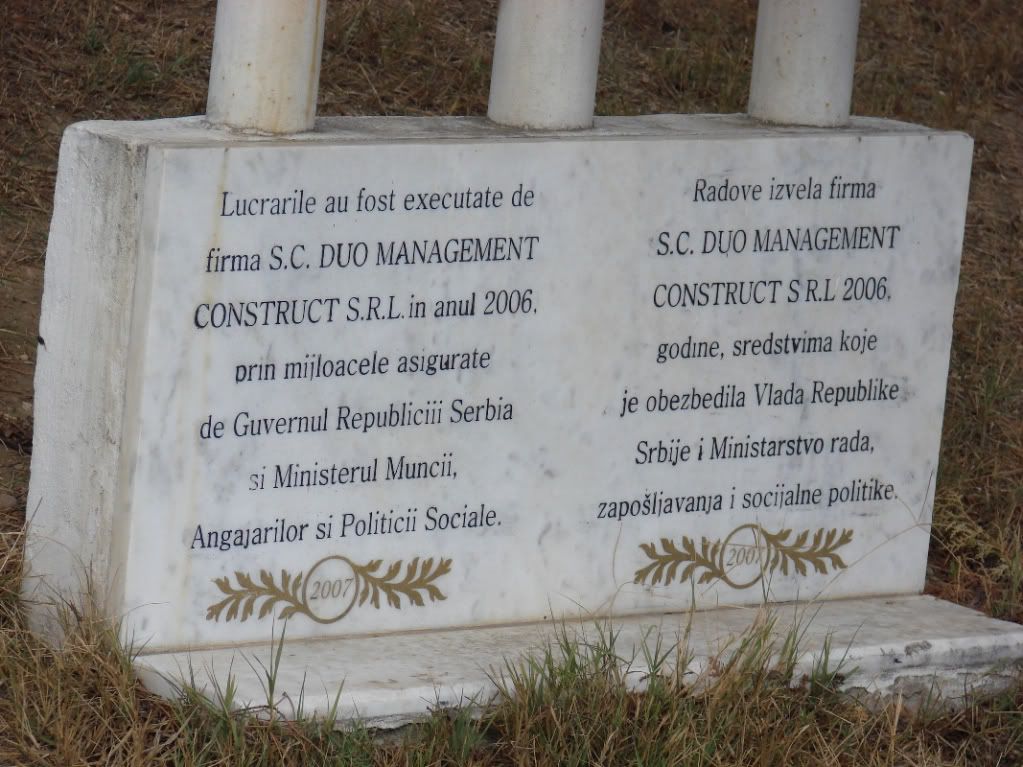 Lucrarile au fost executate de
firma S.C. DUO MANAGEMENT
CONSTRUCT S.R.L. in anul 2006,
prin mijloacele asigurate
de Guvernul Republiciii Serbia
si Ministerul Muncii,
Angajarilor si Politicii Sociale.
2007
Radove izvela firma
S.C. DUO MANAGEMENT
CONSTRUCT S R.L 2006.
godine, sredstvima koje
je obezbedila Vlada Republike
Srbije i Ministarstvo rada,
zapošljavanja i socijalne politike.
2007